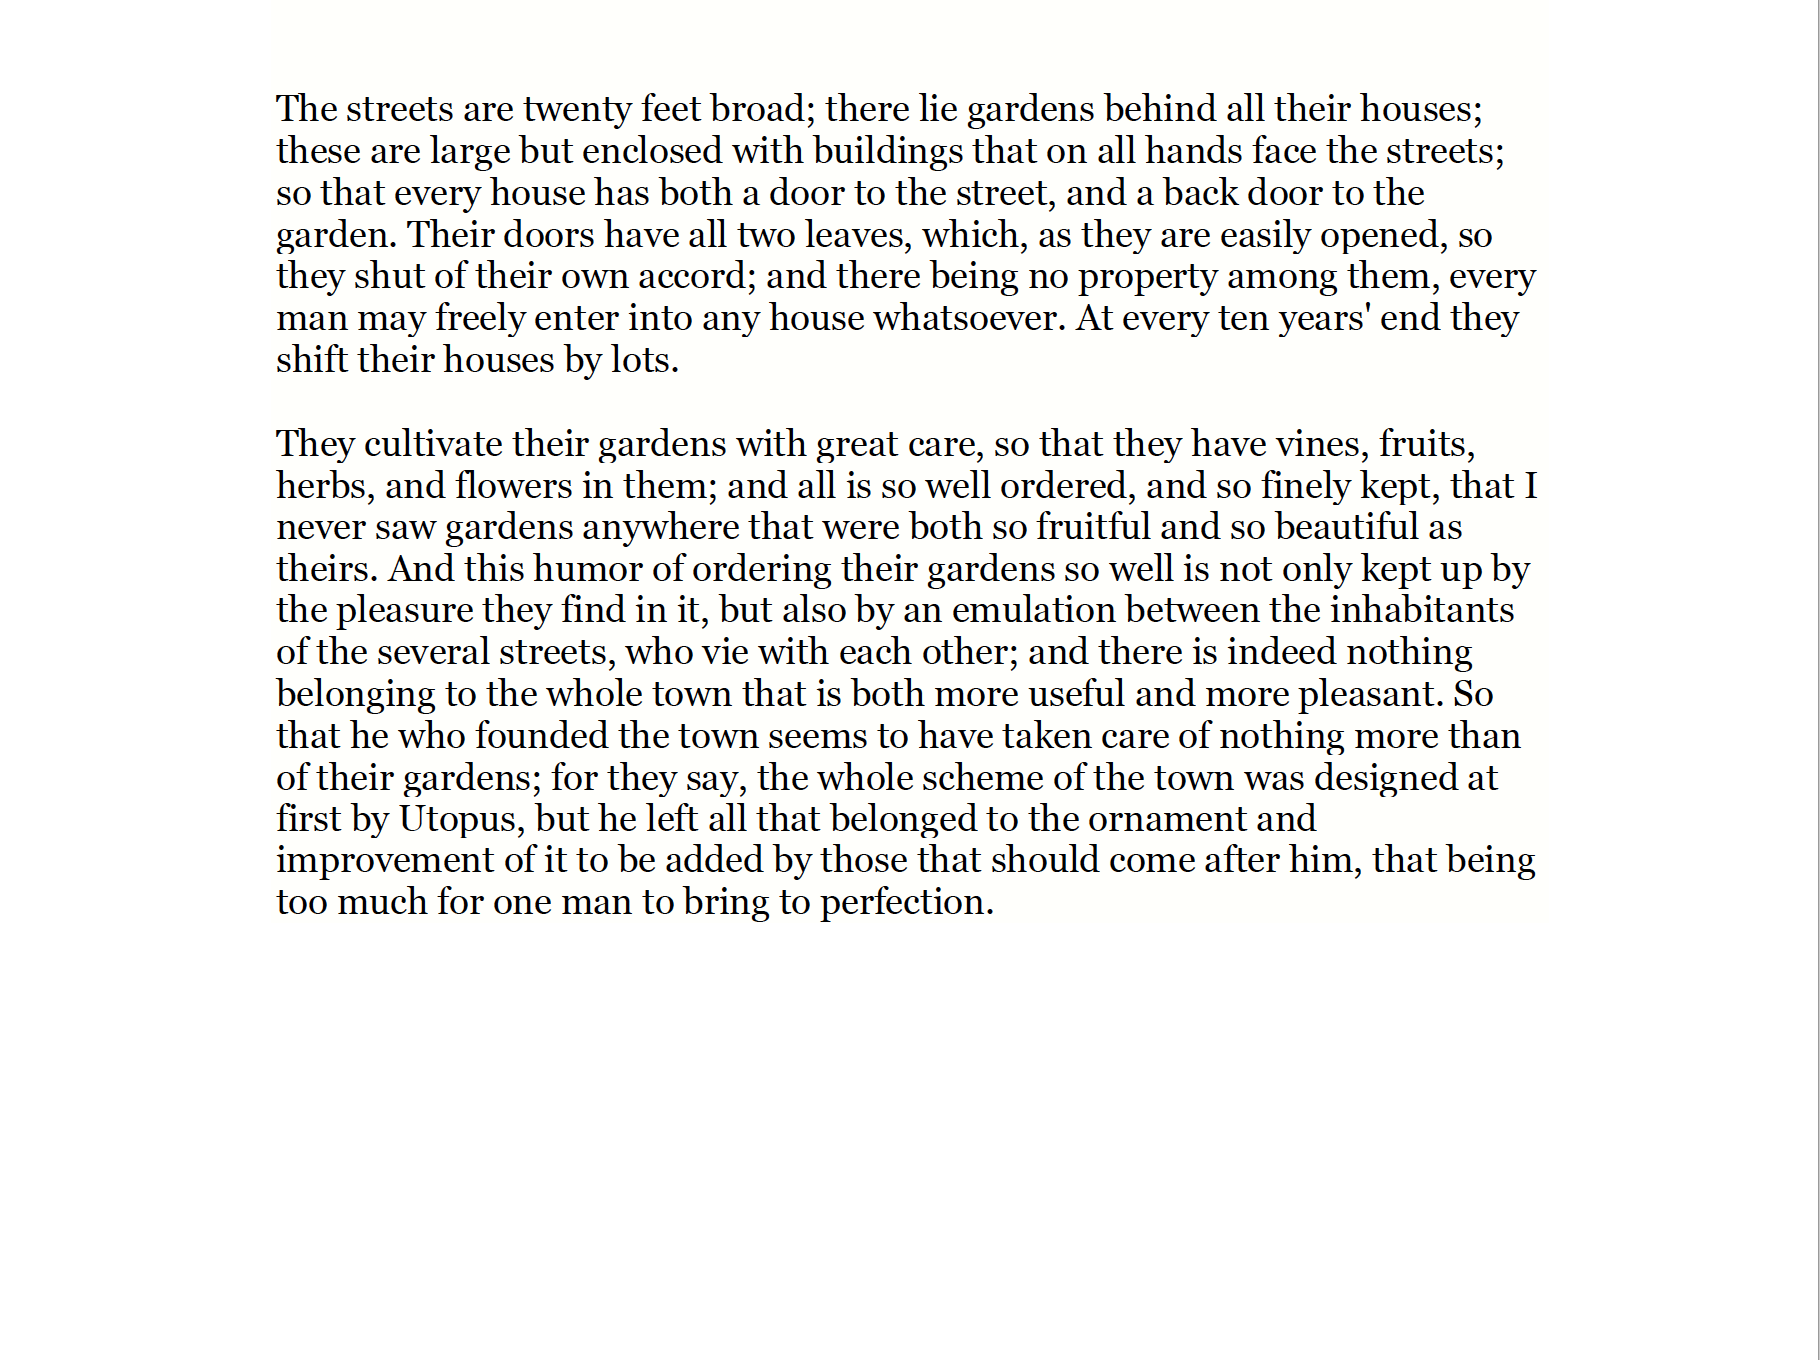 The streets are twenty feet broad; there lie gardens behind all their houses;
these are large but enclosed with buildings that on all hands face the streets;
so that every house has both a door to the street, and a back door to the
garden. Their doors have all two leaves, which, as they are easily opened, so
they shut of their own accord; and there being no property among them, every
man may freely enter into any house whatsoever. At every ten years' end they
shift their houses by lots.

They cultivate their gardens with great care, so that they have vines, fruits,
herbs, and flowers in them; and all is so well ordered, and so finely kept, that I
never saw gardens anywhere that were both so fruitful and so beautiful as
theirs. And this humor of ordering their gardens so well is not only kept up by
the pleasure they find in it, but also by an emulation between the inhabitants
of the several streets, who vie with each other; and there is indeed nothing
belonging to the whole town that is both more useful and more pleasant. So
that he who founded the town seems to have taken care of nothing more than
of their gardens; for they say, the whole scheme of the town was designed at
first by Utopus, but he left all that belonged to the ornament and
improvement of it to be added by those that should come after him, that being
too much for one man to bring to perfection.